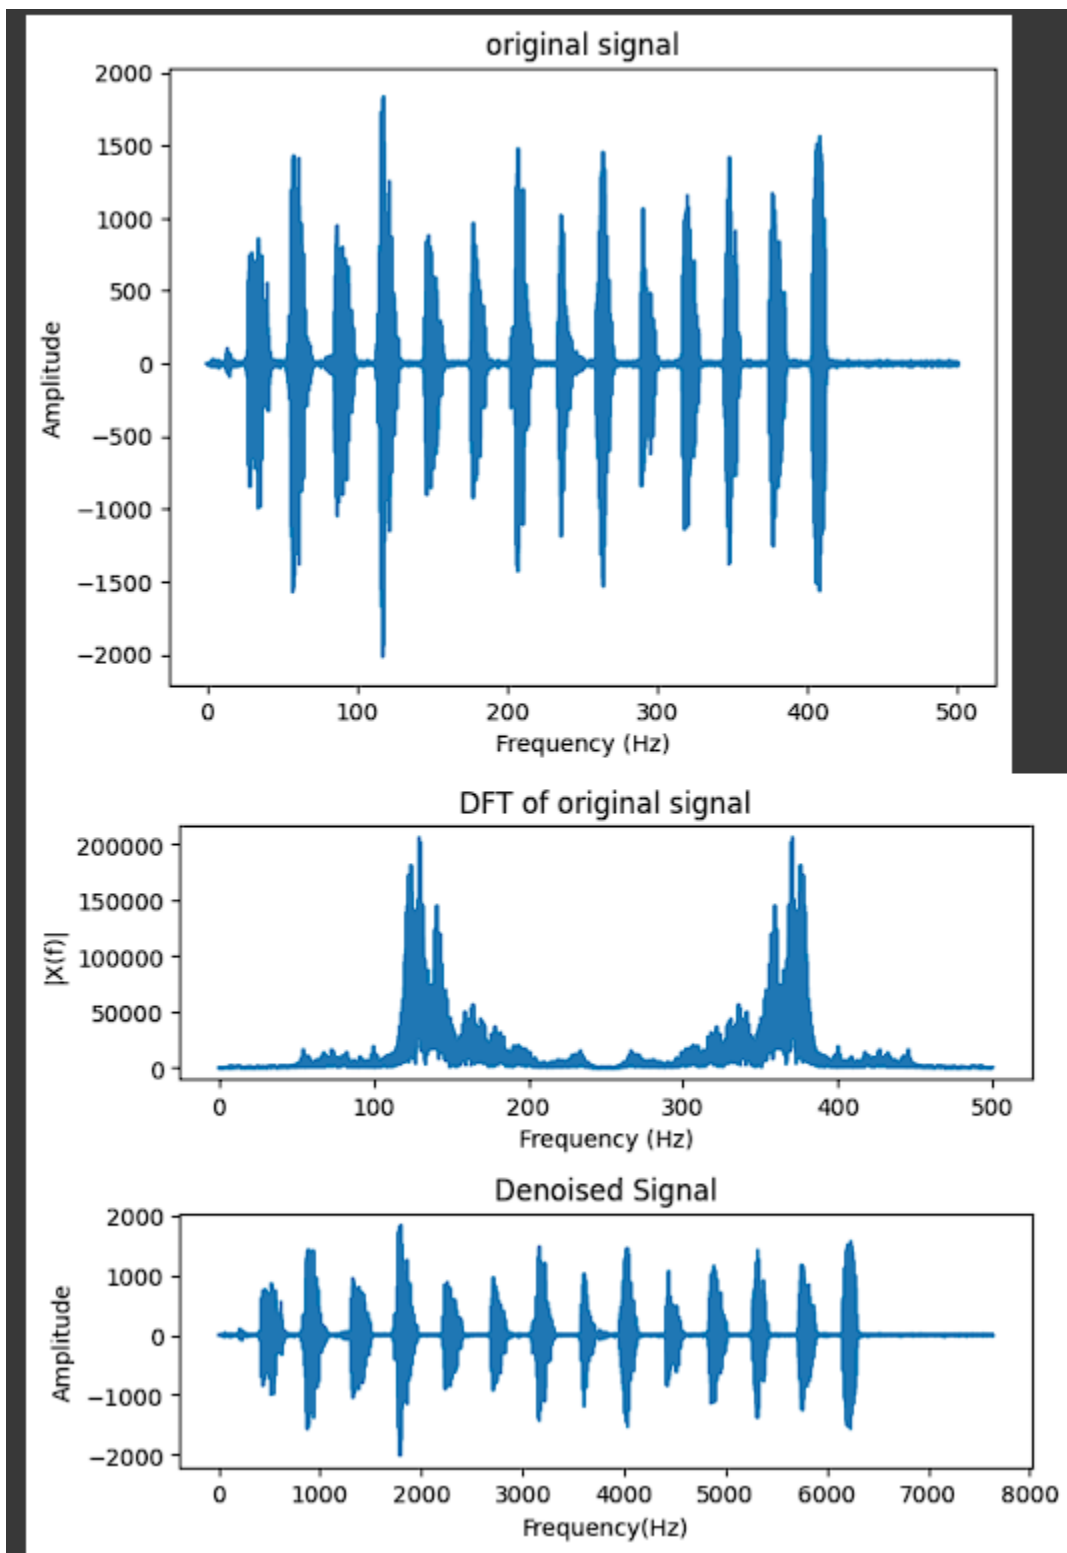 original signal
2000
1500
1000
500
0
−500
−1000
−1500
−2000
Amplitude
0 100 200 300 400 500
Frequency (Hz)
DFT of original signal
200000
150000
100000
50000
0
|X(f)|
0 100 200 300 400 500
Frequency (Hz)
Denoised Signal
2000
1000
0
−1000
−2000
Amplitude
0 1000 2000 3000 4000 5000 6000 7000 8000
Frequency(Hz)